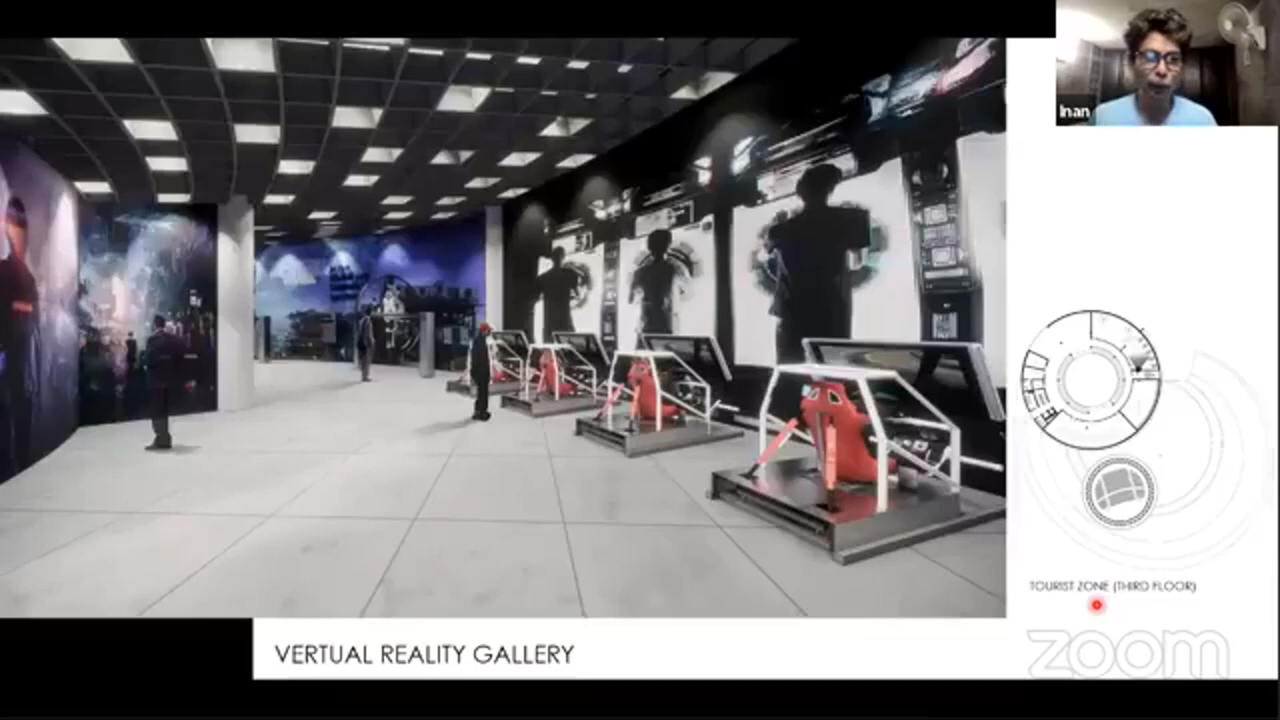 Inan
TOURIST ZONE (THIRD FLOOR)
zoom
VERTUAL REALITY GALLERY